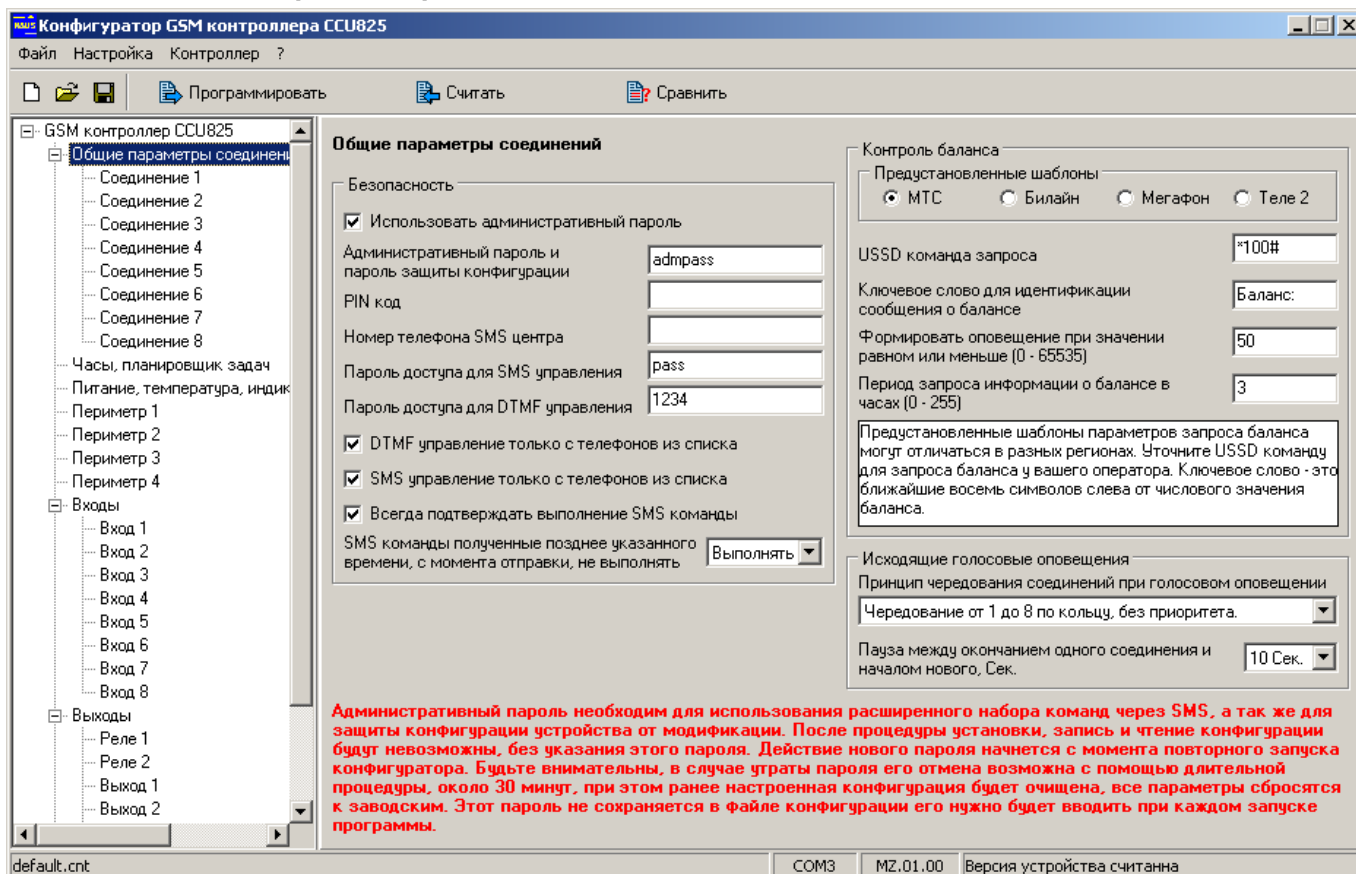 Конфигуратор GSM контроллера CCU825
Файл Настройка Контроллер ?
Программировать Считать Сравнить
GSM контроллер CCU825
Общие параметры соединени
Соединение 1
Соединение 2
Соединение 3
Соединение 4
Соединение 5
Соединение 6
Соединение 7
Соединение 8
Часы, планировщик задач
Питание, температура, индик
Периметр 1
Периметр 2
Периметр 3
Периметр 4
Входы
Вход 1
Вход 2
Вход 3
Вход 4
Вход 5
Вход 6
Вход 7
Вход 8
Выходы
Реле 1
Реле 2
Выход 1
Выход 2
Общие параметры соединений
Безопасность
Использовать административный пароль
Административный пароль и
пароль защиты конфигурации
admpass
PIN код
Номер телефона SMS центра
Пароль доступа для SMS управления
pass
Пароль доступа для DTMF управления
1234
DTMF управление только с телефонов из списка
SMS управление только с телефонов из списка
Всегда подтверждать выполнение SMS команды
SMS команды полученные позднее указанного
времени, с момента отправки, не выполнять
Выполнять
Контроль баланса
Предустановленные шаблоны
МТС Билайн Мегафон Теле 2
USSD команда запроса
*100#
Ключевое слово для идентификации
сообщения о балансе
Баланс:
Формировать оповещение при значении
равном или меньше (0 - 65535)
50
Период запроса информации о балансе в
часах (0 - 255)
3
Предустановленные шаблоны параметров запроса баланса
могут отличаться в разных регионах. Уточните USSD команду
для запроса баланса у вашего оператора. Ключевое слово - это
ближайшие восемь символов слева от числового значения
баланса.
Исходящие голосовые оповещения
Принцип чередования соединений при голосовом оповещении
Чередование от 1 до 8 по кольцу, без приоритета.
Пауза между окончанием одного соединения и
началом нового, Сек.
10 Сек.
Административный пароль необходим для использования расширенного набора команд через SMS, а так же для
защиты конфигурации устройства от модификации. После процедуры установки, запись и чтение конфигурации
будут невозможны, без указания этого пароля. Действие нового пароля начнется с момента повторного запуска
конфигуратора. Будьте внимательны, в случае утраты пароля его отмена возможна с помощью длительной
процедуры, около 30 минут, при этом ранее настроенная конфигурация будет очищена, все параметры сбросятся
к заводским. Этот пароль не сохраняется в файле конфигурации его нужно будет вводить при каждом запуске
программы.
default.cnt COM3 MZ.01.00 Версия устройства считанна